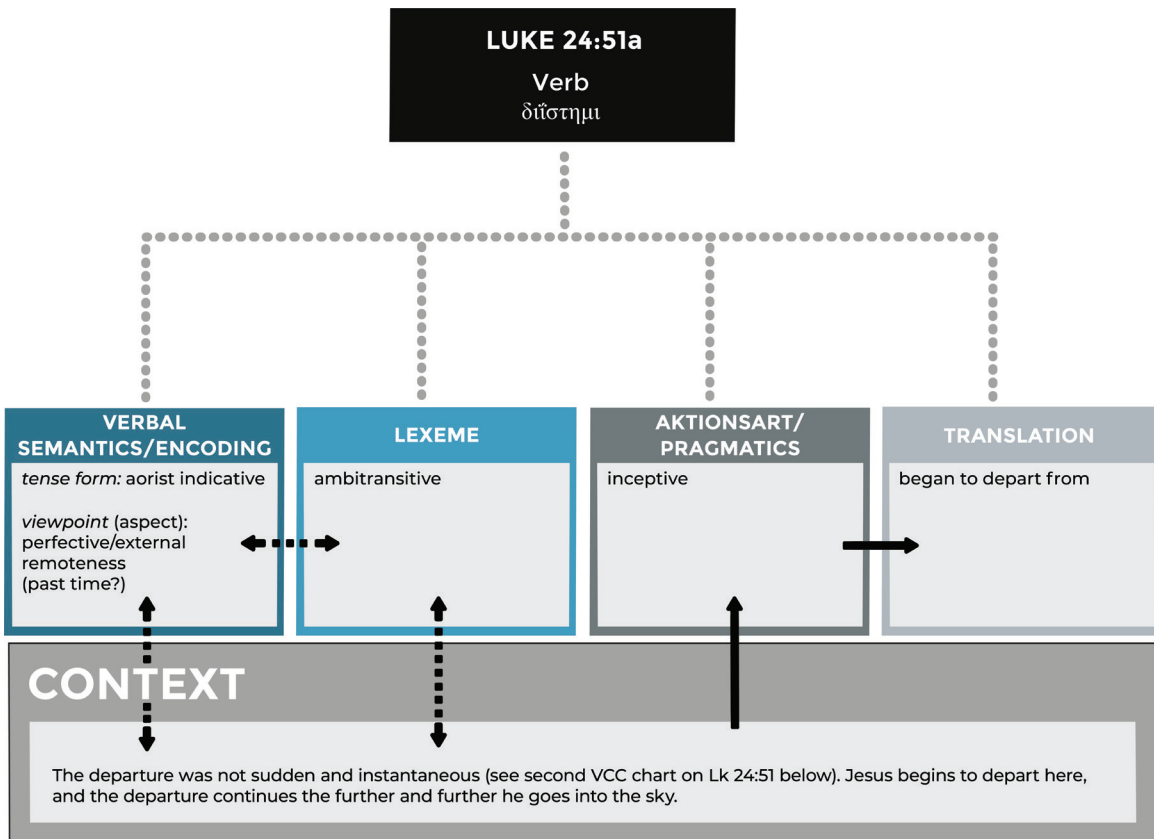 LUKE 24:51a
Verb
διΐστημι
VERBAL
SEMANTICS/ENCODING
tense form: aorist indicative
viewpoint (aspect):
perfective/external
remoteness
(past time?)
LEXEME
ambitransitive
AKTIONSART/
PRAGMATICS
inceptive
TRANSLATION
began to depart from
CONTEXT
The departure was not sudden and instantaneous (see second VCC chart on Lk 24:51 below). Jesus begins to depart here,
and the departure continues the further and further he goes into the sky.